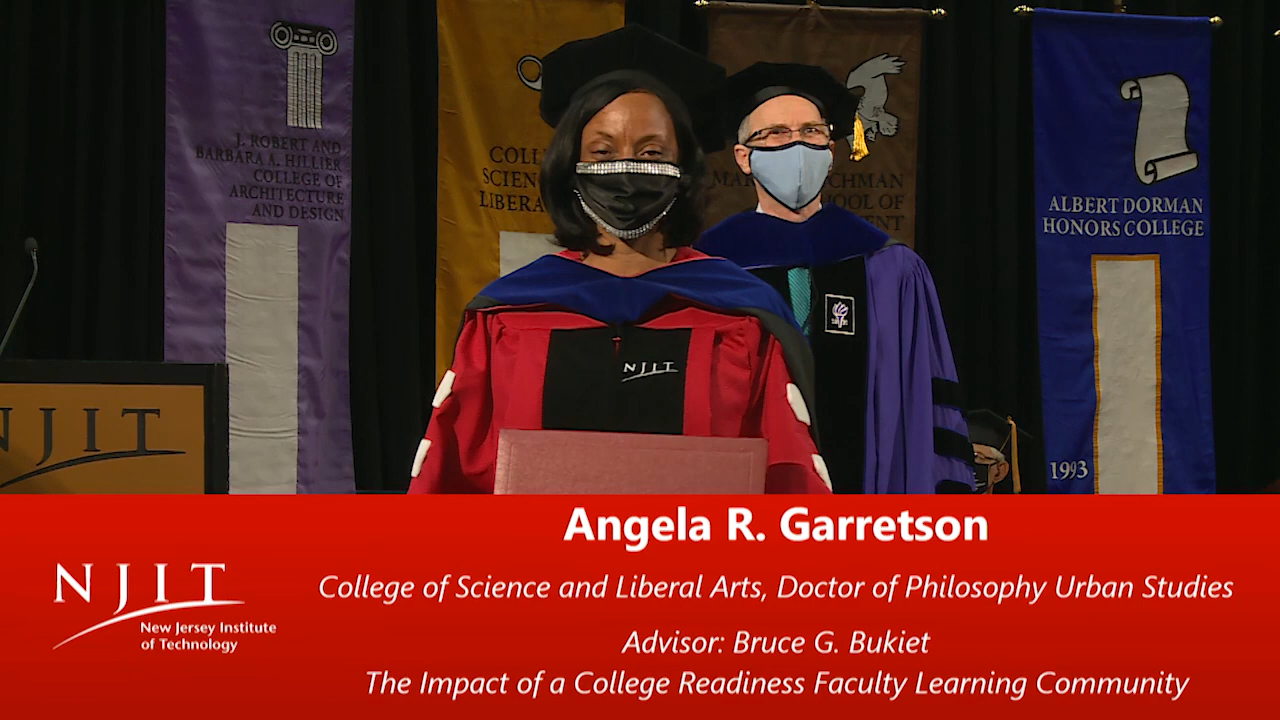 J. ROBERT AND
BARBARA A. HILLIER
COLLEGE OF
ARCHITECTURE
AND DESIGN
OF
ALBERT DORMAN
HONORS COLLEGE
1993
NJIT
NJIT
Angela R. Garretson
College of Science and Liberal Arts, Doctor of Philosophy Urban Studies
NJIT
New Jersey Institute
of Technology
Advisor: Bruce G. Bukiet
The Impact of a College Readiness Faculty Learning Community